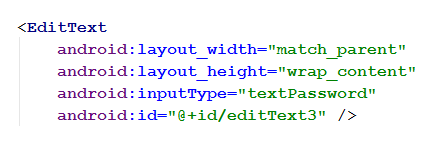 <EditText
android:layout_width="match_parent"
android:layout_height="wrap_content"
android:inputType="textPassword"
android:id="@+id/editText3" />